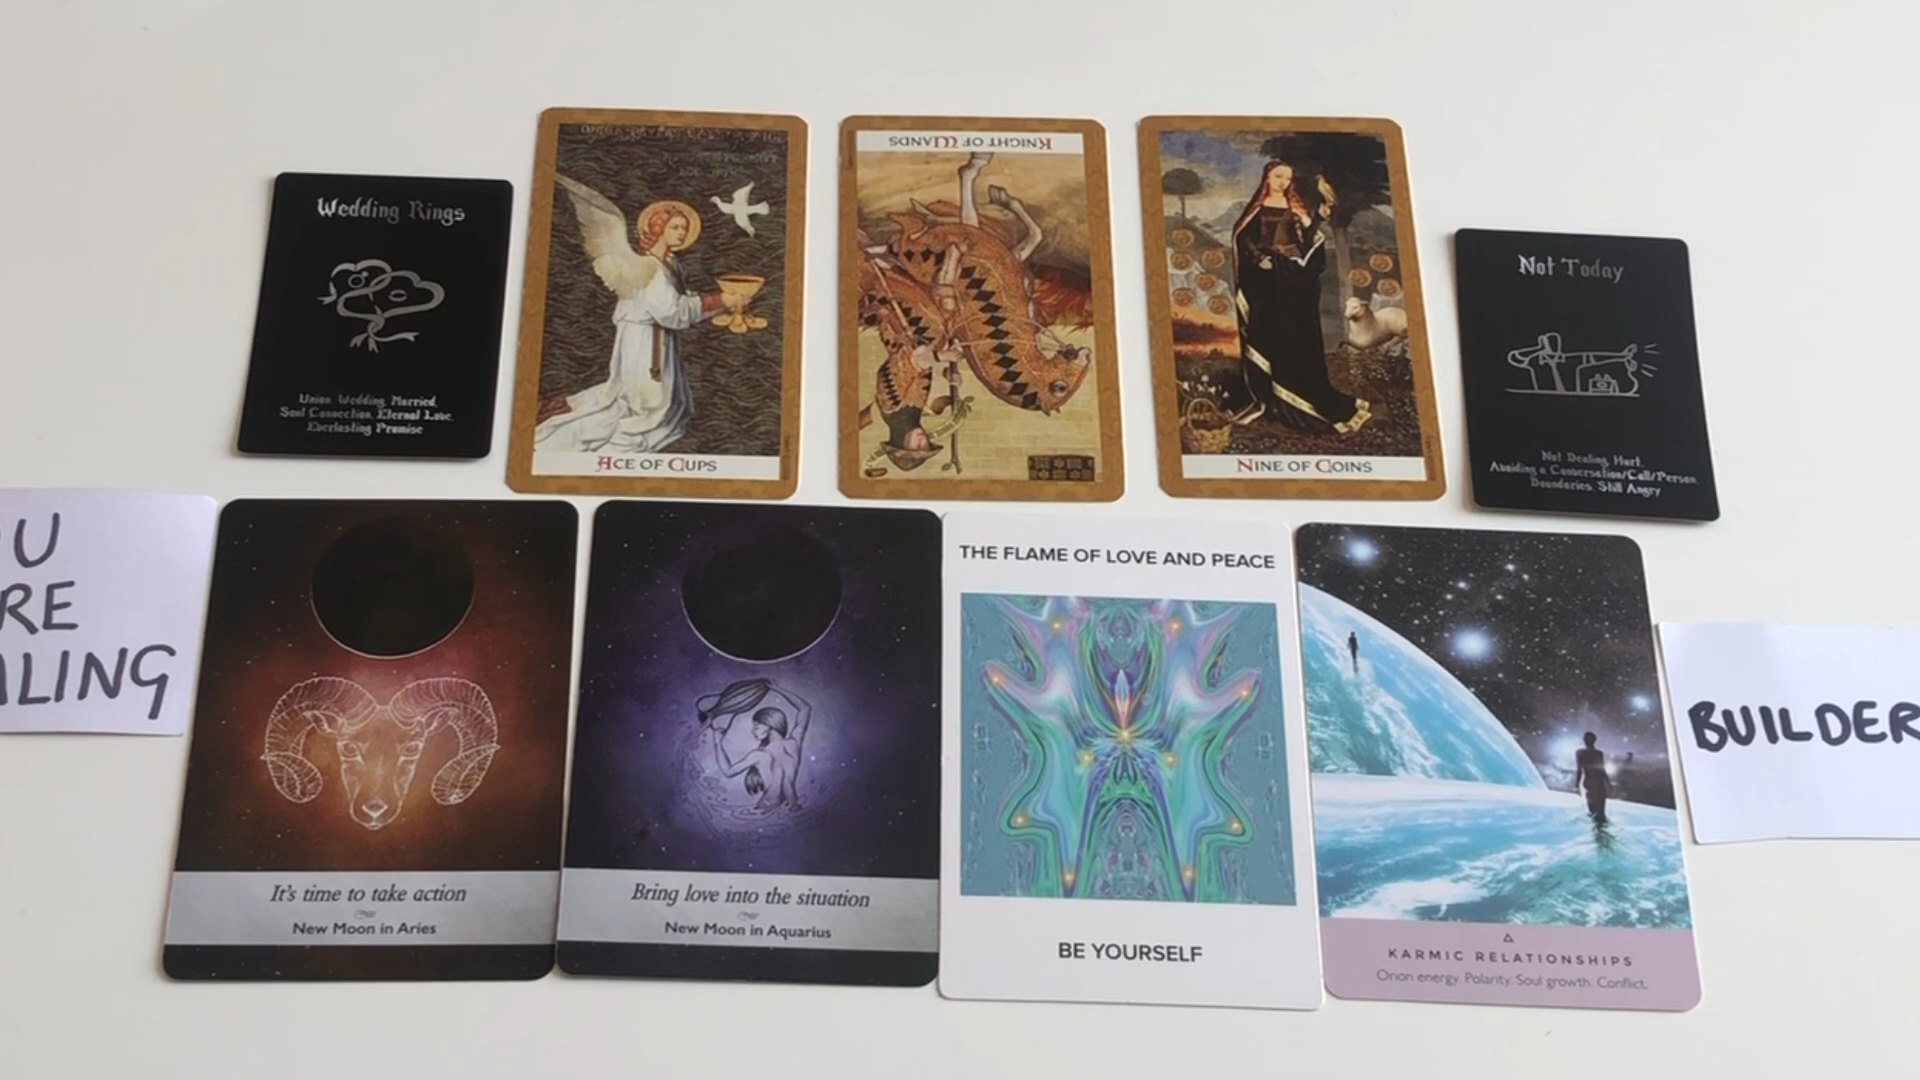 Wedding Rings
Union, Wedding, Married,
Soul Connection, Eternal Love,
Everlasting Promise
ACE OF CUPS
KNIGHT OF WANDS
NINE OF COINS
Not Today
Not Dealing, Hurt,
Avoiding a Conversation/Call/Person,
Boundaries, Still Angry
OU
RE
ALING
It's time to take action
New Moon in Aries
Bring love into the situation
New Moon in Aquarius
THE FLAME OF LOVE AND PEACE
BE YOURSELF
KARMIC RELATIONSHIPS
Orion energy. Polarity. Soul growth. Conflict.
BUILDER